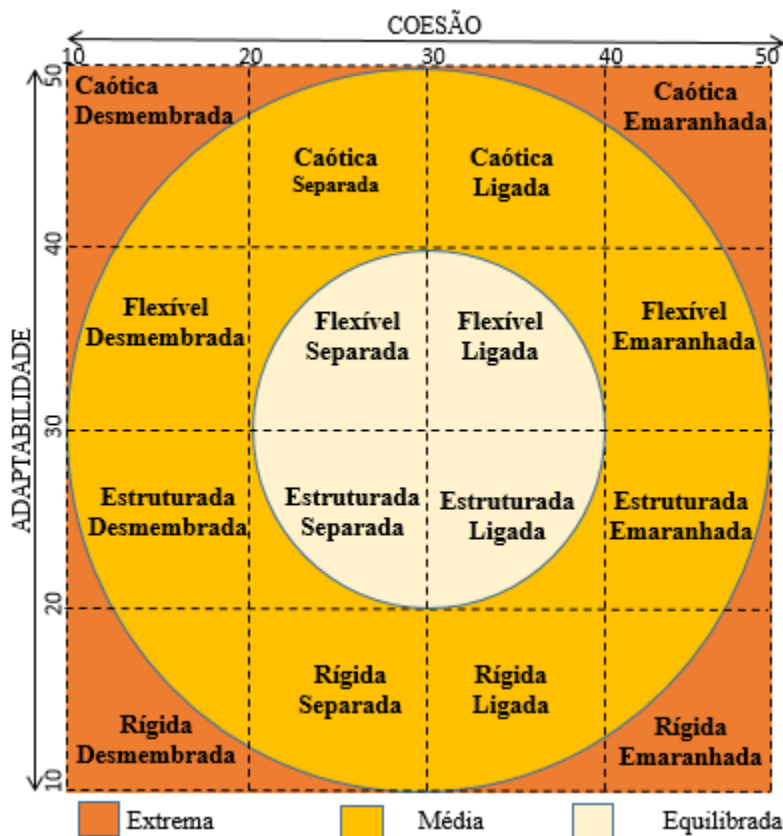 COESÃO
10 20 30 40 50
50
Caótica
Desmembrada
Caótica
Separada
Caótica
Ligada
Caótica
Emaranhada
40
Flexível
Desmembrada
Flexível
Separada
Flexível
Ligada
Flexível
Emaranhada
ADAPTABILIDADE
30
Estruturada
Desmembrada
Estruturada
Separada
Estruturada
Ligada
Estruturada
Emaranhada
20
Rígida
Desmembrada
Rígida
Separada
Rígida
Ligada
Rígida
Emaranhada
10
Extrema Média Equilibrada